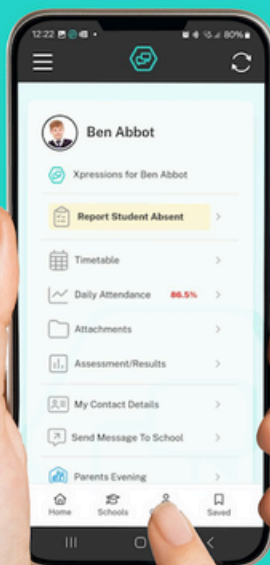 12:22 80%
Ben Abbot
Xpressions for Ben Abbot
Report Student Absent
Timetable
Daily Attendance 86.5%
Attachments
Assessment/Results
My Contact Details
Send Message To School
Parents Evening
Home Schools Saved